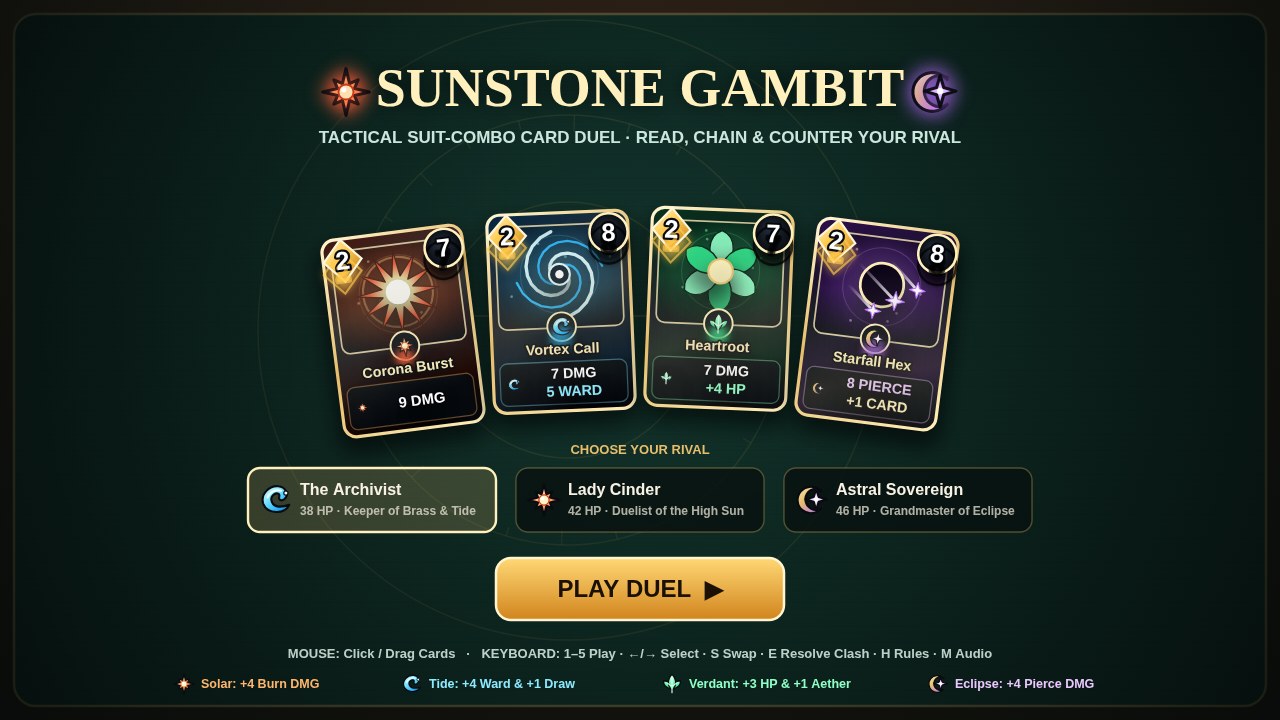 SUNSTONE GAMBIT
TACTICAL SUIT-COMBO CARD DUEL · READ, CHAIN & COUNTER YOUR RIVAL
2
7
Corona Burst
9 DMG
2
8
Vortex Call
7 DMG
5 WARD
2
7
Heartroot
7 DMG
+4 HP
2
8
Starfall Hex
8 PIERCE
+1 CARD
CHOOSE YOUR RIVAL
The Archivist
38 HP · Keeper of Brass & Tide
Lady Cinder
42 HP · Duelist of the High Sun
Astral Sovereign
46 HP · Grandmaster of Eclipse
PLAY DUEL ▶
MOUSE: Click / Drag Cards · KEYBOARD: 1–5 Play · ←/→ Select · S Swap · E Resolve Clash · H Rules · M Audio
Solar: +4 Burn DMG
Tide: +4 Ward & +1 Draw
Verdant: +3 HP & +1 Aether
Eclipse: +4 Pierce DMG